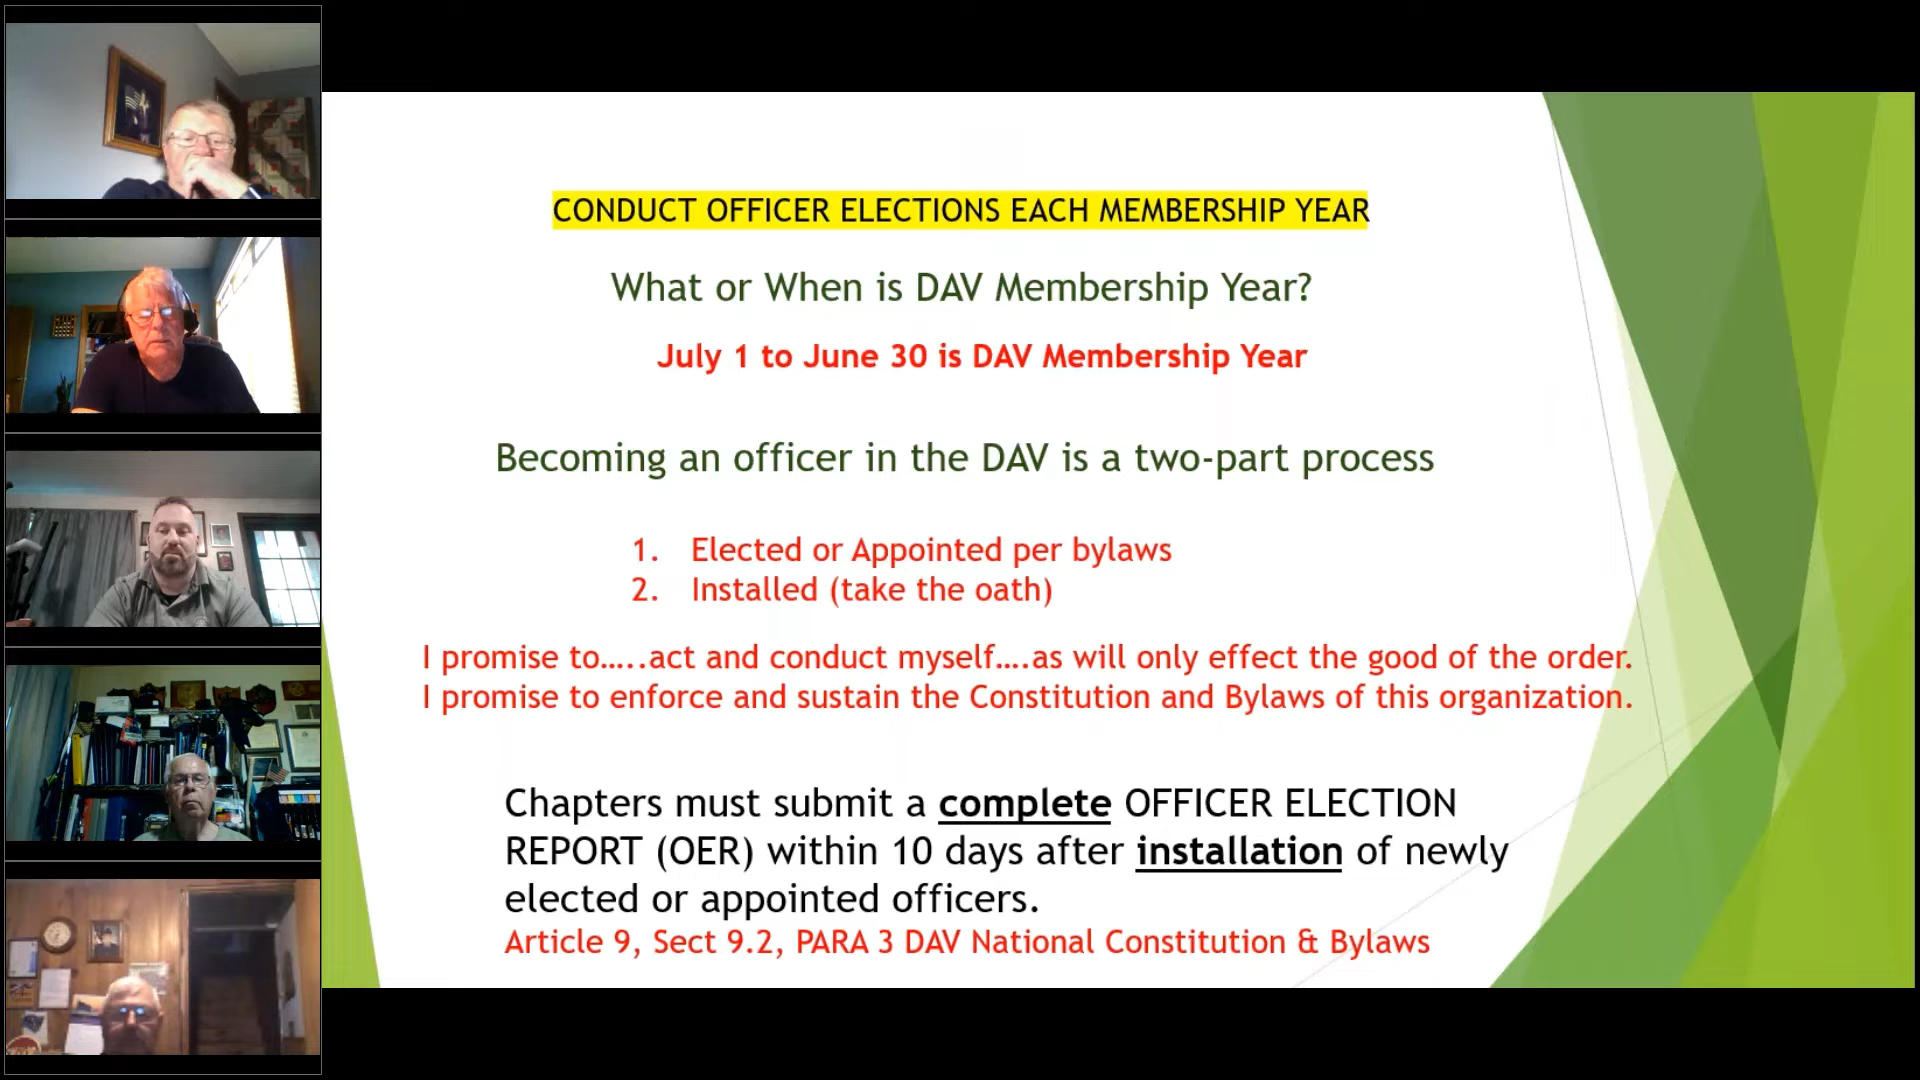 CONDUCT OFFICER ELECTIONS EACH MEMBERSHIP YEAR
What or When is DAV Membership Year?
July 1 to June 30 is DAV Membership Year
Becoming an officer in the DAV is a two-part process
1. Elected or Appointed per bylaws
2. Installed (take the oath)
I promise to…..act and conduct myself….as will only effect the good of the order.
I promise to enforce and sustain the Constitution and Bylaws of this organization.
Chapters must submit a complete OFFICER ELECTION
REPORT (OER) within 10 days after installation of newly
elected or appointed officers.
Article 9, Sect 9.2, PARA 3 DAV National Constitution & Bylaws